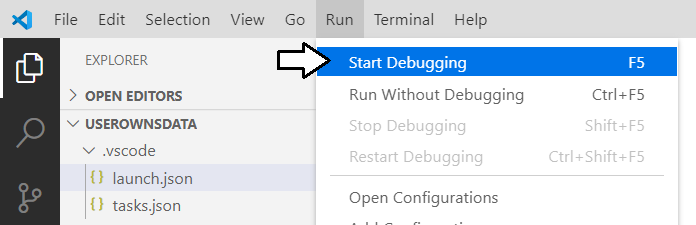 File Edit Selection View Go Run Terminal Help
EXPLORER
OPEN EDITORS
USEROWNSDATA
.vscode
{} launch.json
{} tasks.json
Start Debugging F5
Run Without Debugging Ctrl+F5
Stop Debugging Shift+F5
Restart Debugging Ctrl+Shift+F5
Open Configurations